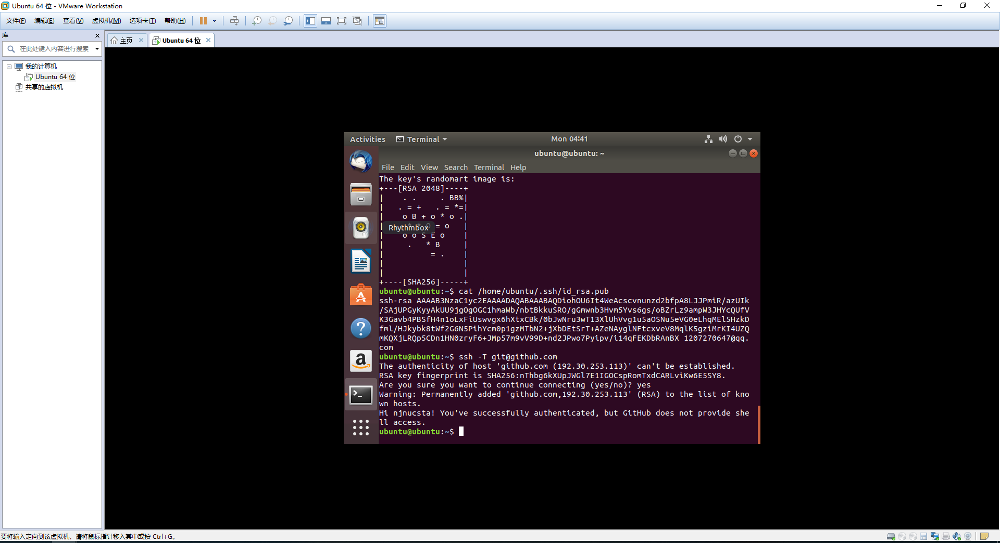 Ubuntu 64 位 - VMware Workstation
文件(F) 编辑(E) 查看(V) 虚拟机(M) 选项卡(T) 帮助(H)
库
主页
Ubuntu 64 位
在此处键入内容进行搜索
我的计算机
Ubuntu 64 位
共享的虚拟机
Activities Terminal Mon 04:41
ubuntu@ubuntu: ~
File Edit View Search Terminal Help
The key's randomart image is:
+---[RSA 2048]----+
|    . .     . BB%|
|   . = +   . = *=|
|    o B + o * o .|
= o   |
Rhythmbox
|    o o S E o    |
|     .   * B     |
|          = .    |
|                 |
|                 |
+----[SHA256]-----+
ubuntu@ubuntu:~$ cat /home/ubuntu/.ssh/id_rsa.pub
ssh-rsa AAAAB3NzaC1yc2EAAAADAQABAAABAQDiohOU6It4WeAcscvnunzd2bfpA8LJJPmiR/azUIk
/SAjUPGyKyyAkUU9jgOgOGC1hmaWb/nbtBkkuSRO/gGmwnb3Hvm5Yvs6gs/oBZrLz9ampW3JHYcQUfV
K3Gavb4PBSfH4n1oLxFiUswvgx6hXtxCBk/0bJwNru3wT13XlUhVvg1u5aOSNu5eVG0eLhqMEl5HzkD
fml/HJkybk8tWf2G6N5PihYcm0p1gzMTbN2+jXbDEtSrT+AZeNAyglNFtcxveV8MqlK5gziMrKI4UZQ
mKQXjLRQp5CDn1HN0zryF6+JMp57m9vV99D+nd2JPwo7Pyipv/i14qFEKDbRAnBX 1207270647@qq.
com
ubuntu@ubuntu:~$ ssh -T git@github.com
The authenticity of host 'github.com (192.30.253.113)' can't be established.
RSA key fingerprint is SHA256:nThbg6kXUpJWGl7E1IGOCspRomTxdCARLviKw6E5SY8.
Are you sure you want to continue connecting (yes/no)? yes
Warning: Permanently added 'github.com,192.30.253.113' (RSA) to the list of kno
wn hosts.
Hi njnucsta! You've successfully authenticated, but GitHub does not provide she
ll access.
ubuntu@ubuntu:~$
要将输入定向到该虚拟机，请将鼠标指针移入其中或按 Ctrl+G。